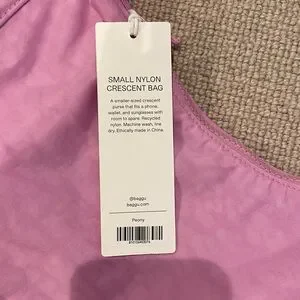 SMALL NYLON
CRESCENT BAG
A smaller-sized crescent
purse that fits a phone,
wallet, and sunglasses with
room to spare. Recycled
nylon. Machine wash, line
dry. Ethically made in China.
@baggu
baggu.com
Peony